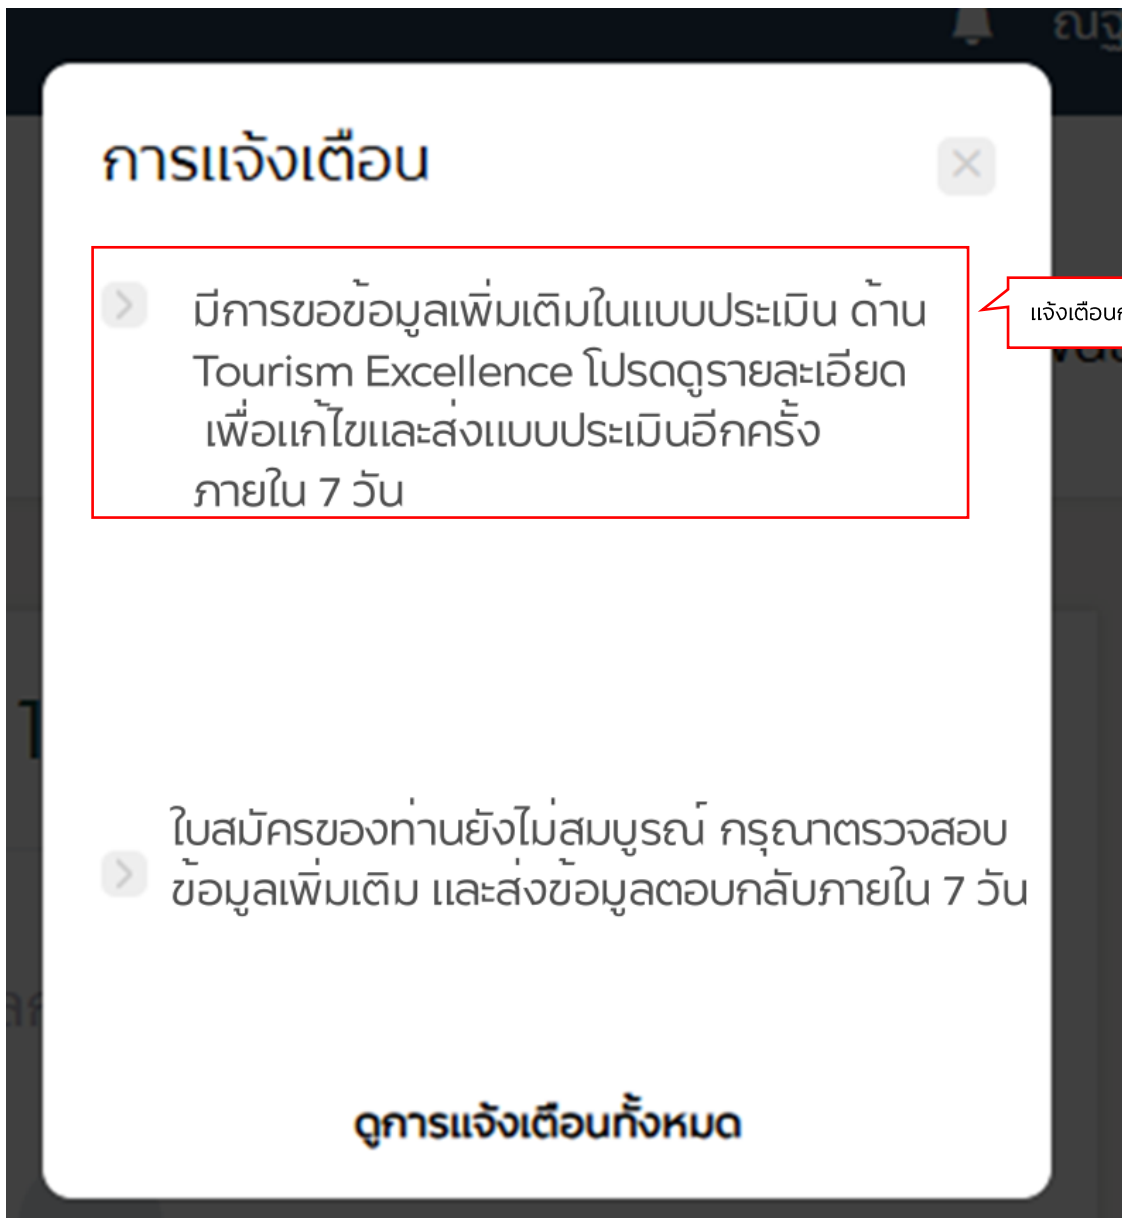 การแจ้งเตือน
มีการขอข้อมูลเพิ่มเติมในแบบประเมิน ด้าน
Tourism Excellence โปรดดูรายละเอียด
เพื่อแก้ไขและส่งแบบประเมินอีกครั้ง
ภายใน 7 วัน
แจ้งเตือน
ใบสมัครของท่านยังไม่สมบูรณ์ กรุณาตรวจสอบ
ข้อมูลเพิ่มเติม และส่งข้อมูลตอบกลับภายใน 7 วัน
ดูการแจ้งเตือนทั้งหมด